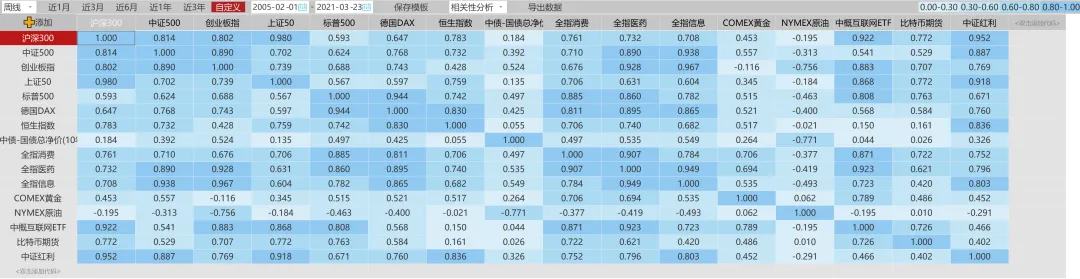 周线 近1月 近3月 近6月 近1年 近3年 自定义 2005-02-01 - 2021-03-23 保存模板 相关性分析 导出数据 0.00-0.30 0.30-0.60 0.60-0.80 0.80-1.00
添加 沪深300 中证500 创业板指 上证50 标普500 德国DAX 恒生指数 中债-国债总净价( 全指消费 全指医药 全指信息 COMEX黄金 NYMEX原油 中概互联网ETF 比特币期货 中证红利 <双击添加代码>
沪深300 1.000 0.814 0.802 0.980 0.593 0.647 0.783 0.184 0.761 0.732 0.708 0.453 -0.195 0.922 0.772 0.952
中证500 0.814 1.000 0.890 0.702 0.624 0.768 0.732 0.392 0.710 0.890 0.938 0.557 -0.313 0.541 0.529 0.887
创业板指 0.802 0.890 1.000 0.739 0.688 0.743 0.428 0.524 0.676 0.928 0.967 -0.116 -0.756 0.883 0.707 0.769
上证50 0.980 0.702 0.739 1.000 0.567 0.597 0.759 0.135 0.706 0.631 0.604 0.345 -0.184 0.868 0.772 0.918
标普500 0.593 0.624 0.688 0.567 1.000 0.944 0.742 0.497 0.885 0.860 0.782 0.515 -0.463 0.808 0.763 0.671
德国DAX 0.647 0.768 0.743 0.597 0.944 1.000 0.830 0.425 0.811 0.895 0.865 0.521 -0.400 0.568 0.584 0.760
恒生指数 0.783 0.732 0.428 0.759 0.742 0.830 1.000 0.055 0.706 0.740 0.682 0.517 -0.021 0.150 0.161 0.836
中债-国债总净价(10年 0.184 0.392 0.524 0.135 0.497 0.425 0.055 1.000 0.497 0.535 0.549 0.264 -0.771 0.044 0.026 0.326
全指消费 0.761 0.710 0.676 0.706 0.885 0.811 0.706 0.497 1.000 0.907 0.784 0.706 -0.377 0.871 0.722 0.752
全指医药 0.732 0.890 0.928 0.631 0.860 0.895 0.740 0.535 0.907 1.000 0.949 0.694 -0.419 0.923 0.621 0.796
全指信息 0.708 0.938 0.967 0.604 0.782 0.865 0.682 0.549 0.784 0.949 1.000 0.535 -0.493 0.723 0.420 0.803
COMEX黄金 0.453 0.557 -0.116 0.345 0.515 0.521 0.517 0.264 0.706 0.694 0.535 1.000 0.062 0.789 0.486 0.452
NYMEX原油 -0.195 -0.313 -0.756 -0.184 -0.463 -0.400 -0.021 -0.771 -0.377 -0.419 -0.493 0.062 1.000 -0.195 0.010 -0.291
中概互联网ETF 0.922 0.541 0.883 0.868 0.808 0.568 0.150 0.044 0.871 0.923 0.723 0.789 -0.195 1.000 0.726 0.466
比特币期货 0.772 0.529 0.707 0.772 0.763 0.584 0.161 0.026 0.722 0.621 0.420 0.486 0.010 0.726 1.000 0.402
中证红利 0.952 0.887 0.769 0.918 0.671 0.760 0.836 0.326 0.752 0.796 0.803 0.452 -0.291 0.466 0.402 1.000
<双击添加代码>